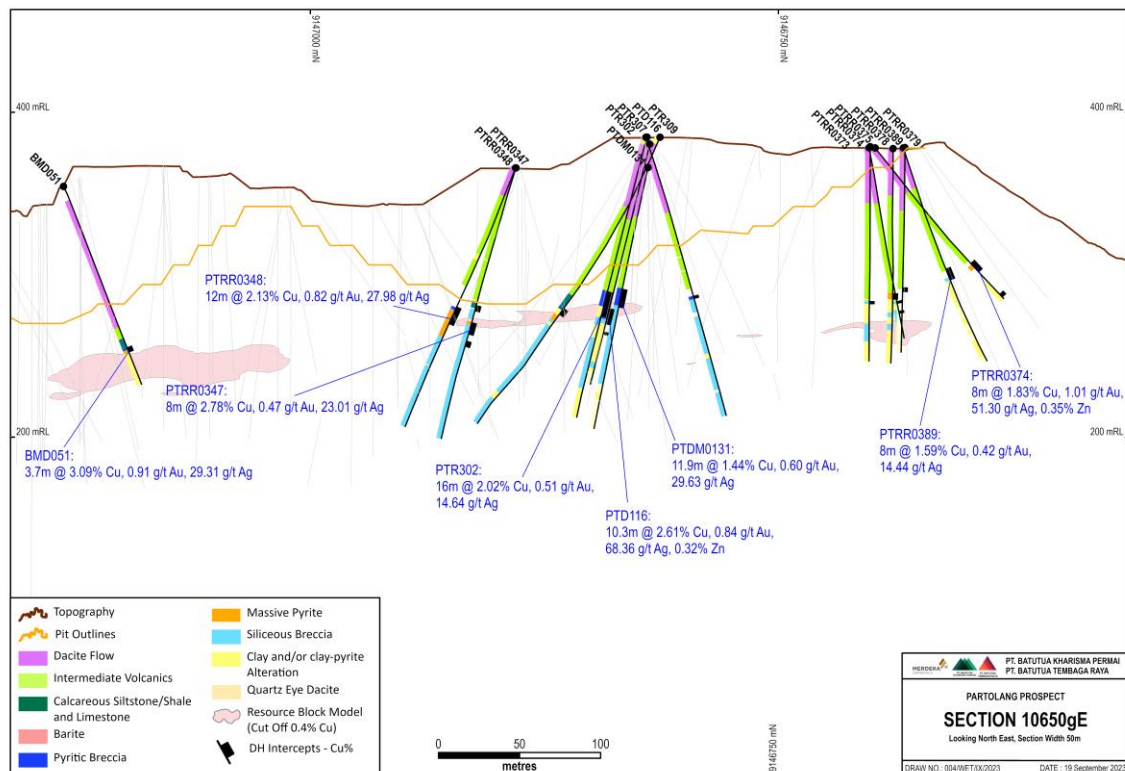 9147000 mN
9146750 mN
400 mRL
400 mRL
BMD051
PTRR0348
PTRR0347
PTR302
PTR307
PTD116
PTR309
PTDM0131
PTRR0373
PTRR0374
PTRR0375
PTRR0378
PTRR0389
PTRR0379
PTRR0348:
12m @ 2.13% Cu, 0.82 g/t Au, 27.98 g/t Ag
PTRR0347:
8m @ 2.78% Cu, 0.47 g/t Au, 23.01 g/t Ag
PTRR0374:
8m @ 1.83% Cu, 1.01 g/t Au,
51.30 g/t Ag, 0.35% Zn
200 mRL
200 mRL
BMD051:
3.7m @ 3.09% Cu, 0.91 g/t Au, 29.31 g/t Ag
PTR302:
16m @ 2.02% Cu, 0.51 g/t Au,
14.64 g/t Ag
PTDM0131:
11.9m @ 1.44% Cu, 0.60 g/t Au,
29.63 g/t Ag
PTRR0389:
8m @ 1.59% Cu, 0.42 g/t Au,
14.44 g/t Ag
PTD116:
10.3m @ 2.61% Cu, 0.84 g/t Au,
68.36 g/t Ag, 0.32% Zn
Topography
Pit Outlines
Dacite Flow
Intermediate Volcanics
Calcareous Siltstone/Shale
and Limestone
Barite
Pyritic Breccia
Massive Pyrite
Siliceous Breccia
Clay and/or clay-pyrite
Alteration
Quartz Eye Dacite
Resource Block Model
(Cut Off 0.4% Cu)
DH Intercepts - Cu%
0 50 100
metres
9146750 mN
MERDEKA
PT. BATUTUA KHARISMA PERMAI
PT. BATUTUA TEMBAGA RAYA
PARTOLANG PROSPECT
SECTION 10650gE
Looking North East, Section Width 50m
DRAW NO.: 004/WET/IX/2023 DATE : 19 September 2023